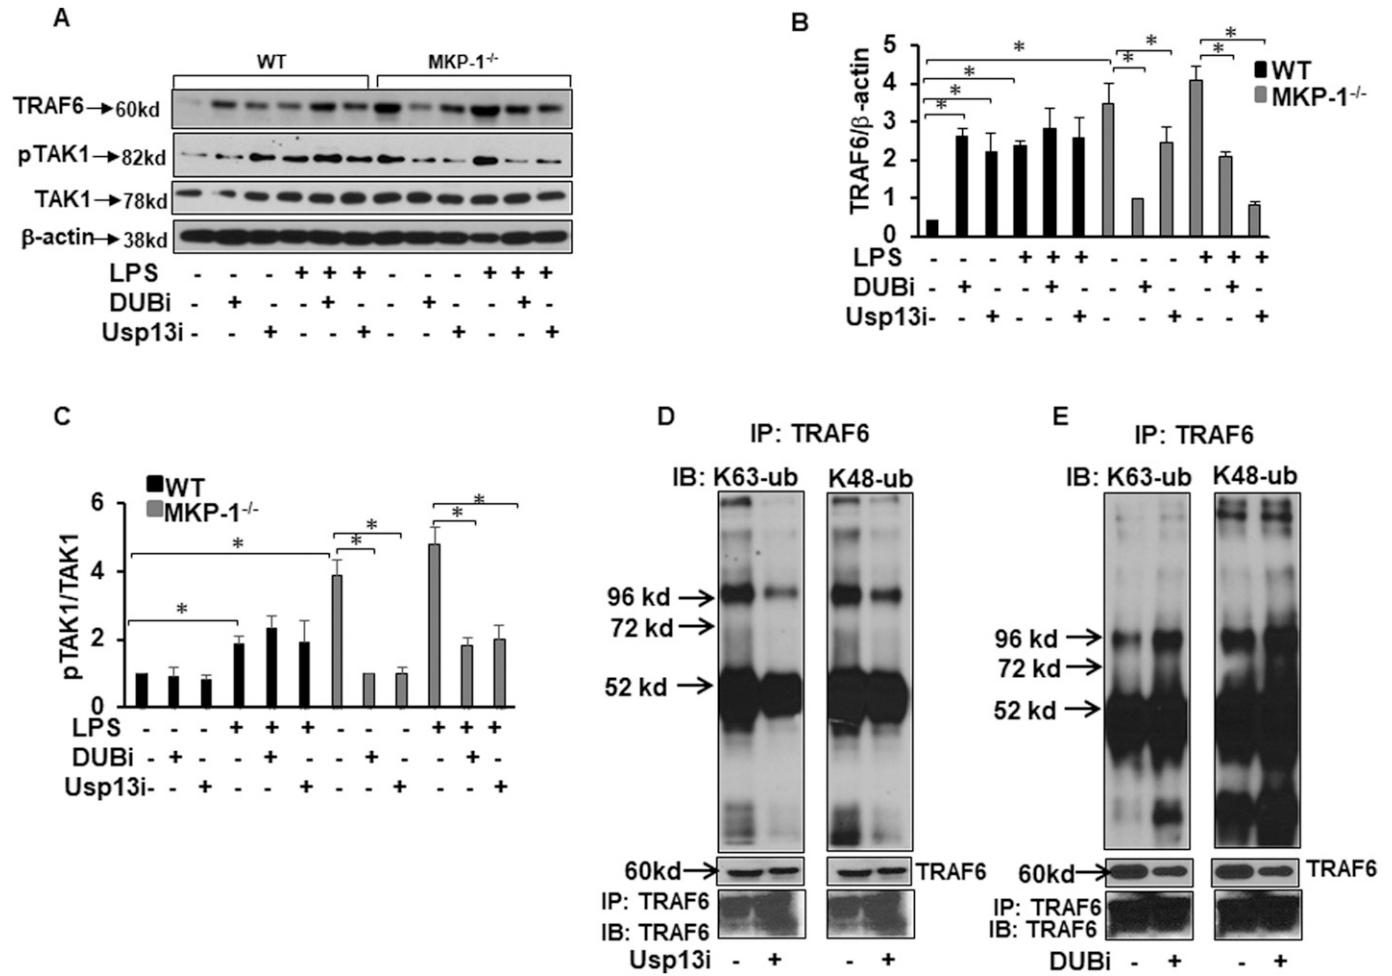 A
WT MKP-1-/-
TRAF6 60kd
pTAK1 82kd
TAK1 78kd
β-actin 38kd
LPS - - - + + + - - - + + +
DUBi - + - - + - - + - - + -
Usp13i - - + - - + - - + - - +
B
TRAF6/β-actin
5
4
3
2
1
0
* * * * * * * *
WT
MKP-1-/-
LPS - - - + + + - - - + + +
DUBi - + - - + - - + - - + -
Usp13i- - + - - + - - + - - +
C
WT
MKP-1-/-
pTAK1/TAK1
6
4
2
0
* * * * * *
LPS - - - + + + - - - + + +
DUBi - + - - + - - + - - + -
Usp13i- - + - - + - - + - - +
D
IP: TRAF6
IB: K63-ub K48-ub
96 kd
72 kd
52 kd
60kd TRAF6
IP: TRAF6
IB: TRAF6
Usp13i - + - +
E
IP: TRAF6
IB: K63-ub K48-ub
96 kd
72 kd
52 kd
60kd TRAF6
IP: TRAF6
IB: TRAF6
DUBi - + - +